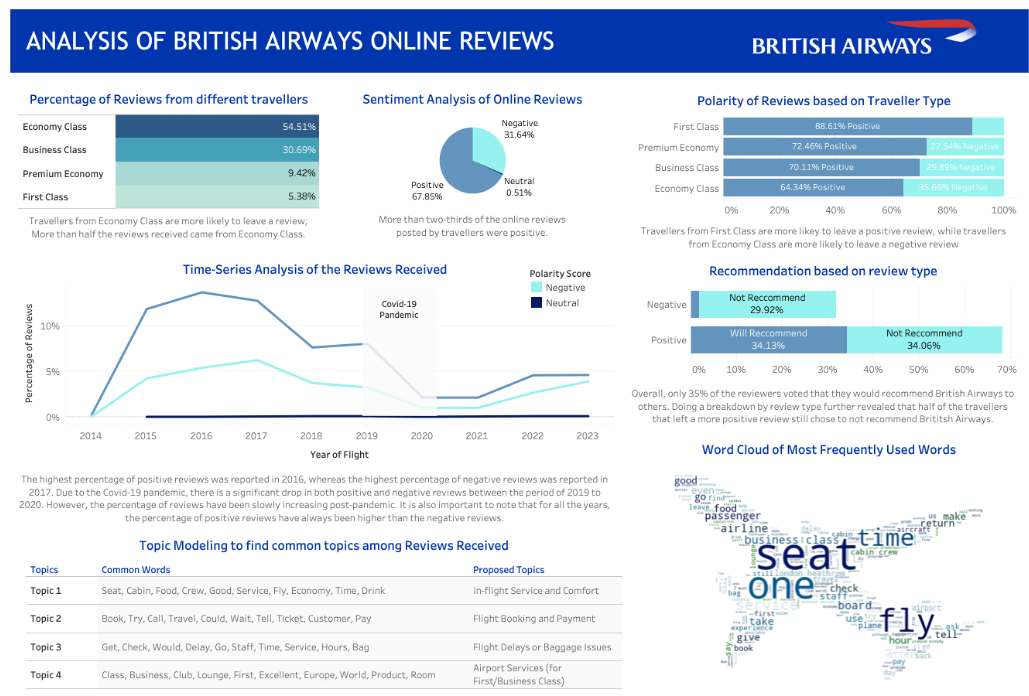 ANALYSIS OF BRITISH AIRWAYS ONLINE REVIEWS
BRITISH AIRWAYS
Percentage of Reviews from different travellers
Economy Class 54.51%
Business Class 30.69%
Premium Economy 9.42%
First Class 5.38%
Travellers from Economy Class are more likely to leave a review;
More than half the reviews received came from Economy Class.
Sentiment Analysis of Online Reviews
Negative
31.64%
Neutral
0.51%
Positive
67.85%
More than two-thirds of the online reviews
posted by travellers were positive.
Polarity of Reviews based on Traveller Type
First Class 88.61% Positive
Premium Economy 72.46% Positive 27.54% Negative
Business Class 70.11% Positive 29.89% Negative
Economy Class 64.34% Positive 35.66% Negative
0% 20% 40% 60% 80% 100%
Travellers from First Class are more likey to leave a positive review, while travellers
from Economy Class are more likely to leave a negative review
Time-Series Analysis of the Reviews Received
Polarity Score
Negative
Neutral
Covid-19
Pandemic
Percentage of Reviews
10%
5%
0%
2014 2015 2016 2017 2018 2019 2020 2021 2022 2023
Year of Flight
The highest percentage of positive reviews was reported in 2016, whereas the highest percentage of negative reviews was reported in
2017. Due to the Covid-19 pandemic, there is a significant drop in both positive and negative reviews between the period of 2019 to
2020. However, the percentage of reviews have been slowly increasing post-pandemic. It is also important to note that for all the years,
the percentage of positive reviews have always been higher than the negative reviews.
Recommendation based on review type
Negative
Not Reccommend
29.92%
Positive
Will Reccommend
34.13%
Not Reccommend
34.06%
0% 10% 20% 30% 40% 50% 60% 70%
Overall, only 35% of the reviewers voted that they would recommend British Airways to
others. Doing a breakdown by review type further revealed that half of the travellers
that left a more positive review still chose to not recommend Brititsh Airways.
Topic Modeling to find common topics among Reviews Received
Topics Common Words Proposed Topics
Topic 1 Seat, Cabin, Food, Crew, Good, Service, Fly, Economy, Time, Drink In-flight Service and Comfort
Topic 2 Book, Try, Call, Travel, Could, Wait, Tell, Ticket, Customer, Pay Flight Booking and Payment
Topic 3 Get, Check, Would, Delay, Go, Staff, Time, Service, Hours, Bag Flight Delays or Baggage Issues
Topic 4 Class, Business, Club, Lounge, First, Excellent, Europe, World, Product, Room Airport Services (for
First/Business Class)
Word Cloud of Most Frequently Used Words
good
even
go find
leave food
passenger
us make
return
airline
delay
cabin
aircraft
business class
time
seat
cabin crew
lounge
still london heathrow
travel
one
check
bag
staff
service
board
airport
first
use
fly
take
plane
ask
experience
tell
give
hour
book
say
crew
back
pay